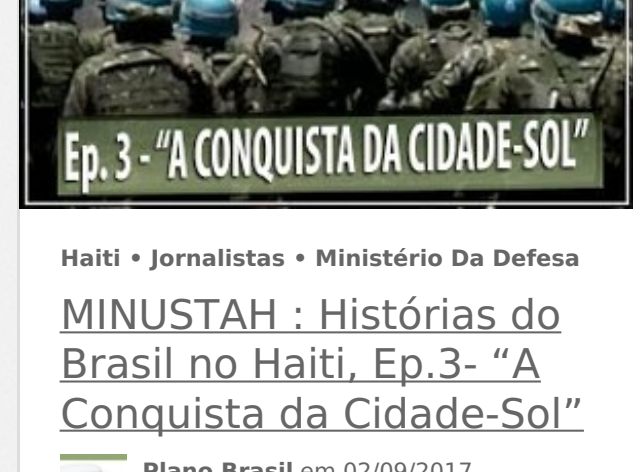 Ep. 3 - "A CONQUISTA DA CIDADE-SOL"
Haiti • Jornalistas • Ministério Da Defesa
MINUSTAH : Histórias do
Brasil no Haiti, Ep.3- “A
Conquista da Cidade-Sol”
Plano Brasil em 02/09/2017